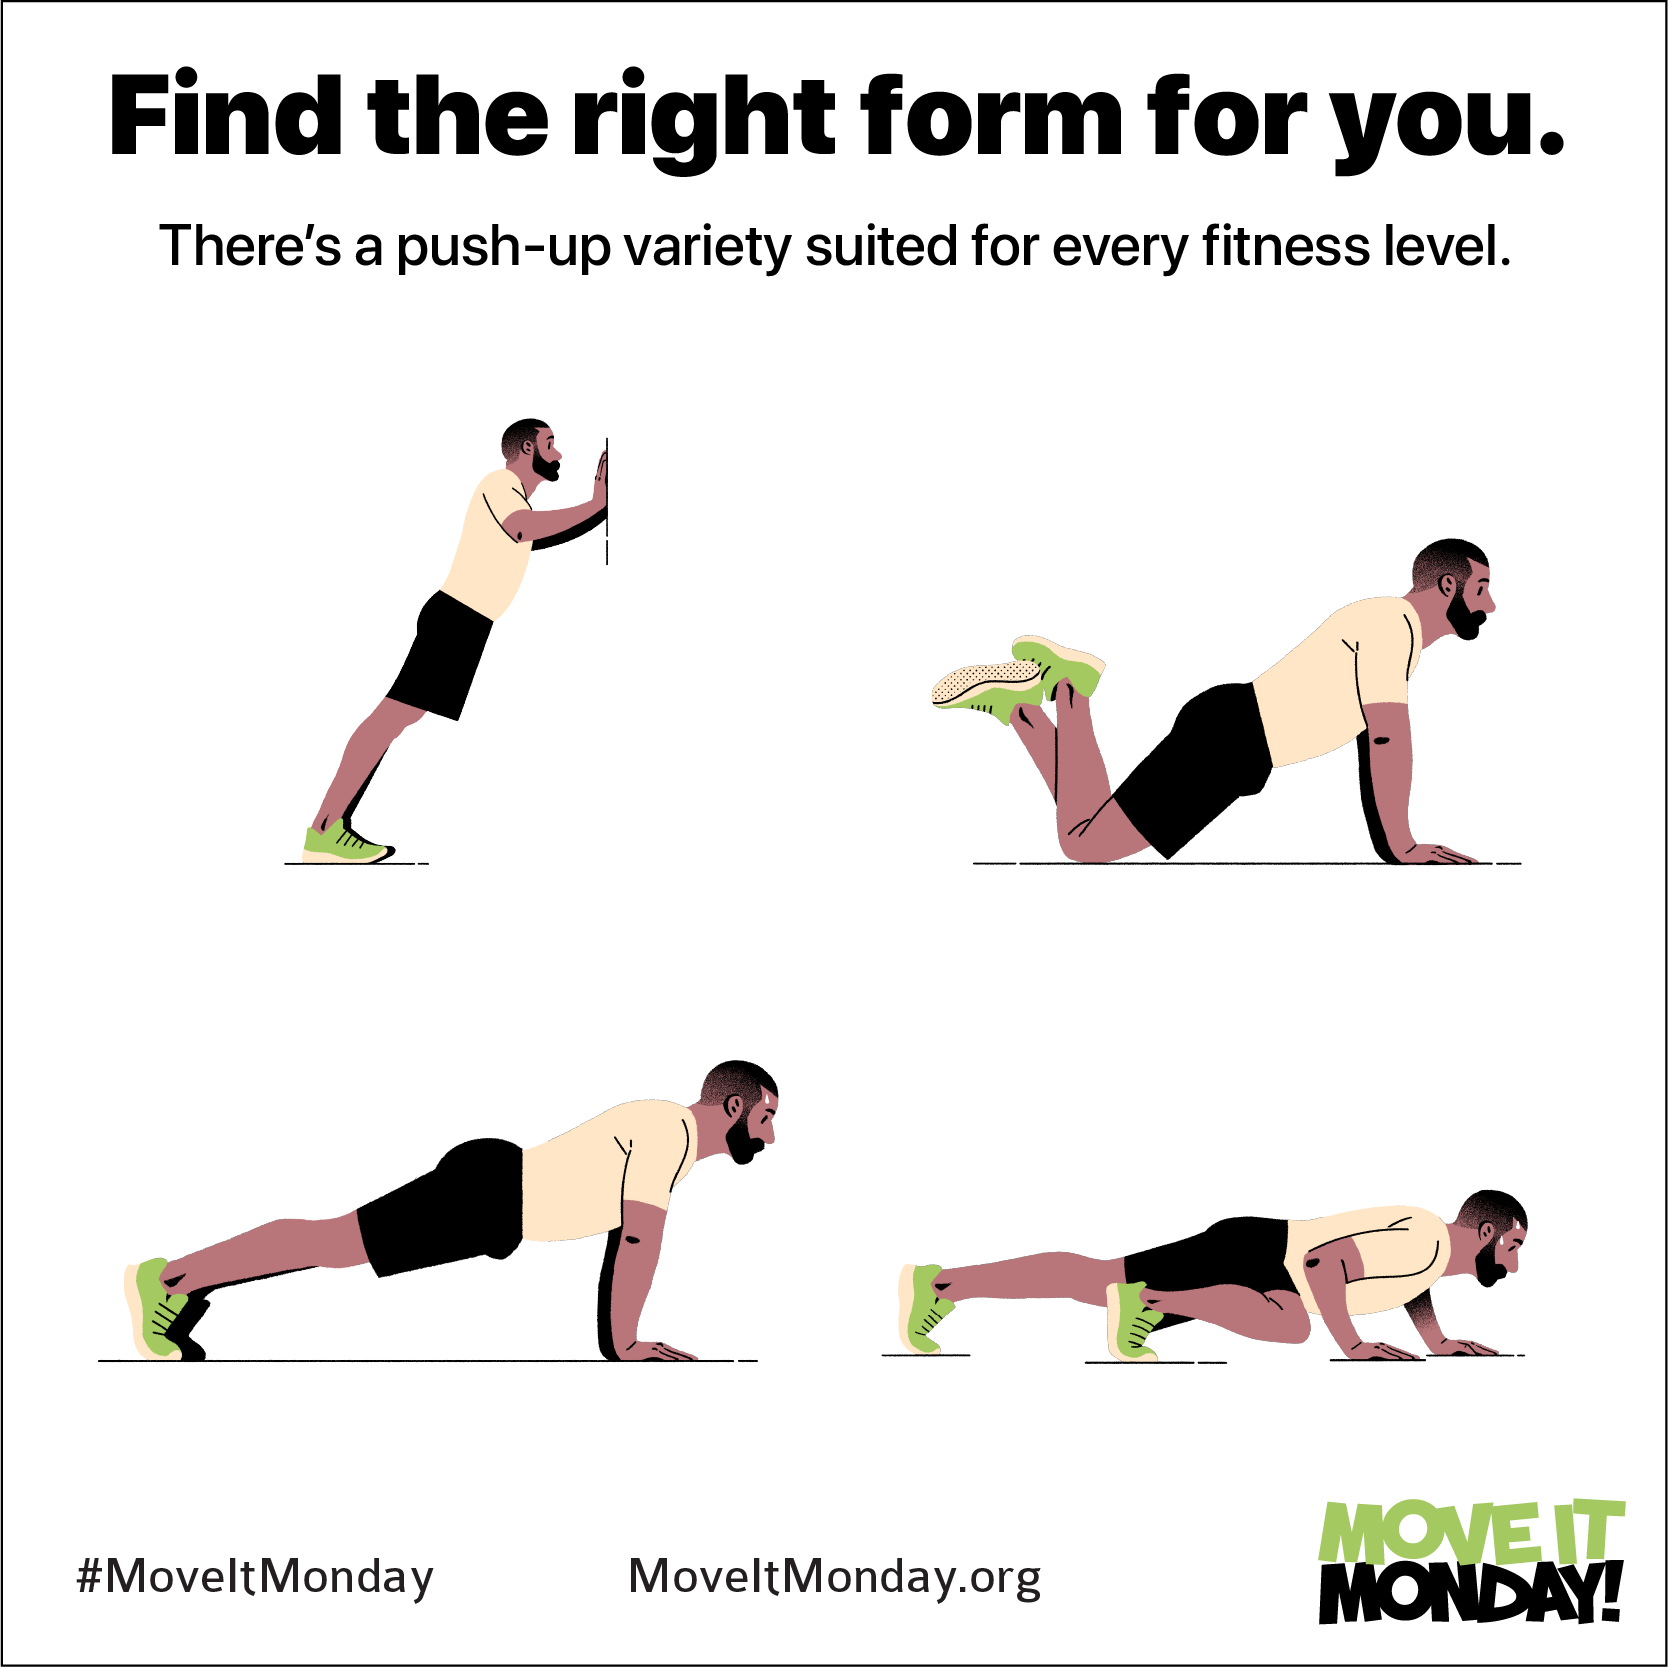 Find the right form for you.
There’s a push-up variety suited for every fitness level.
#MoveItMonday
MoveItMonday.org
MOVE IT
MONDAY!